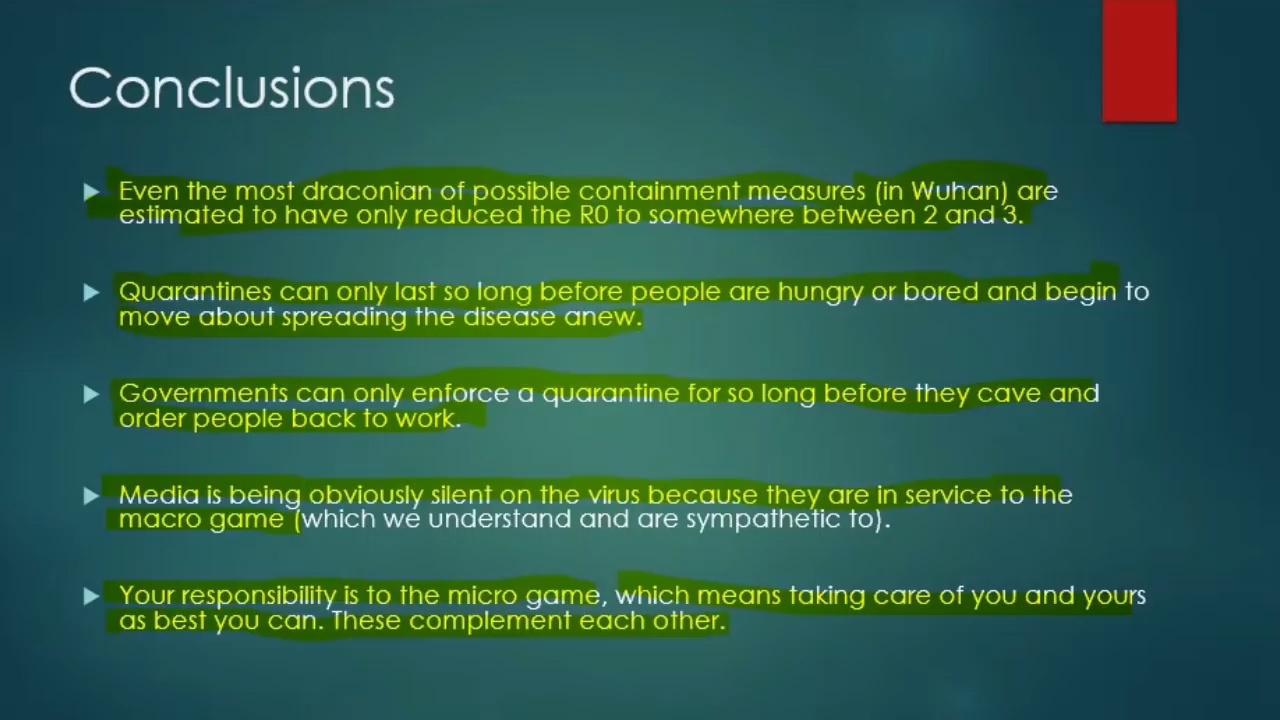 Conclusions
Even the most draconian of possible containment measures (in Wuhan) are
estimated to have only reduced the R0 to somewhere between 2 and 3.
Quarantines can only last so long before people are hungry or bored and begin to
move about spreading the disease anew.
Governments can only enforce a quarantine for so long before they cave and
order people back to work.
Media is being obviously silent on the virus because they are in service to the
macro game (which we understand and are sympathetic to).
Your responsibility is to the micro game, which means taking care of you and yours
as best you can. These complement each other.